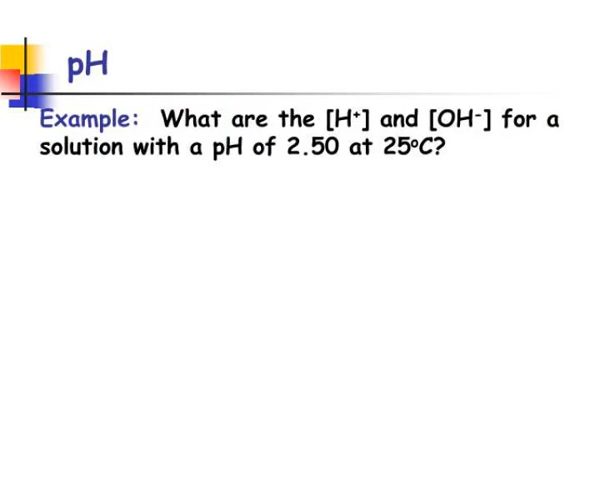 pH
Example: What are the [H⁺] and [OH⁻] for a
solution with a pH of 2.50 at 25ºC?